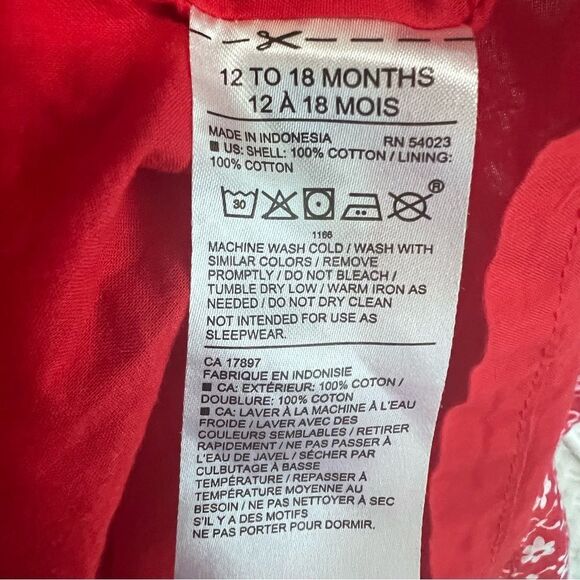 12 TO 18 MONTHS
12 À 18 MOIS
MADE IN INDONESIA RN 54023
■ US: SHELL: 100% COTTON / LINING:
100% COTTON
30 ®
1166
MACHINE WASH COLD / WASH WITH
SIMILAR COLORS / REMOVE
PROMPTLY / DO NOT BLEACH /
TUMBLE DRY LOW / WARM IRON AS
NEEDED / DO NOT DRY CLEAN
NOT INTENDED FOR USE AS
SLEEPWEAR.
CA 17897
FABRIQUE EN INDONISIE
■ CA: EXTÉRIEUR: 100% COTON /
DOUBLURE: 100% COTON
■ CA: LAVER À LA MACHINE À L'EAU
FROIDE / LAVER AVEC DES
COULEURS SEMBLABLES / RETIRER
RAPIDEMENT / NE PAS PASSER À
L'EAU DE JAVEL / SÉCHER PAR
CULBUTAGE À BASSE
TEMPÉRATURE / REPASSER À
TEMPÉRATURE MOYENNE AU
BESOIN / NE PAS NETTOYER À SEC
S'IL Y A DES MOTIFS
NE PAS PORTER POUR DORMIR.